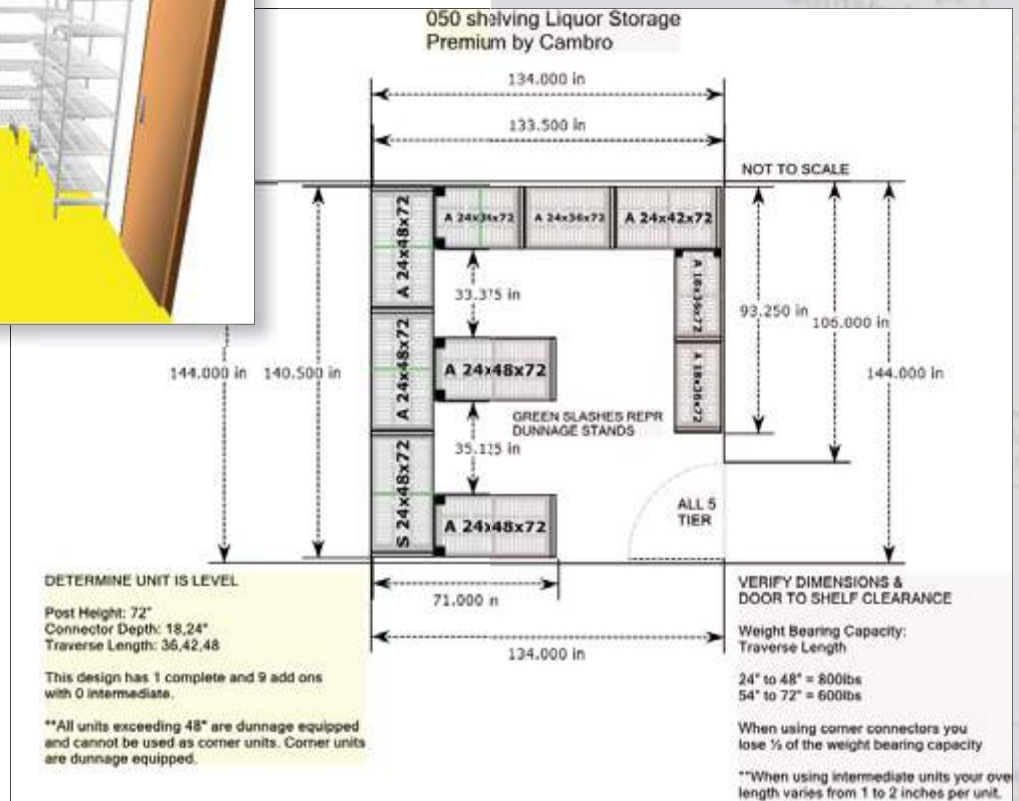 050 shelving Liquor Storage
Premium by Cambro
134.000 in
133.500 in
NOT TO SCALE
A 24x48x72
A 24x36x72
A 24x36x72
A 24x42x72
A 18x36x72
33.375 in
93.250 in
106.000 in
144.000 in
140.500 in
A 24x48x72
A 24x48x72
A 18x36x72
144.000 in
GREEN SLASHES REPR
DUNNAGE STANDS
35.125 in
S 24x48x72
A 24x48x72
ALL 5
TIER
71.000 n
134.000 in
DETERMINE UNIT IS LEVEL
Post Height: 72"
Connector Depth: 18,24"
Traverse Length: 36,42,48
This design has 1 complete and 9 add ons
with 0 intermediate.
**All units exceeding 48" are dunnage equipped
and cannot be used as corner units. Corner units
are dunnage equipped.
VERIFY DIMENSIONS &
DOOR TO SHELF CLEARANCE
Weight Bearing Capacity:
Traverse Length
24" to 48" = 800lbs
54" to 72" = 600lbs
When using corner connectors you
lose ⅓ of the weight bearing capacity
**When using intermediate units your ove
length varies from 1 to 2 inches per unit.